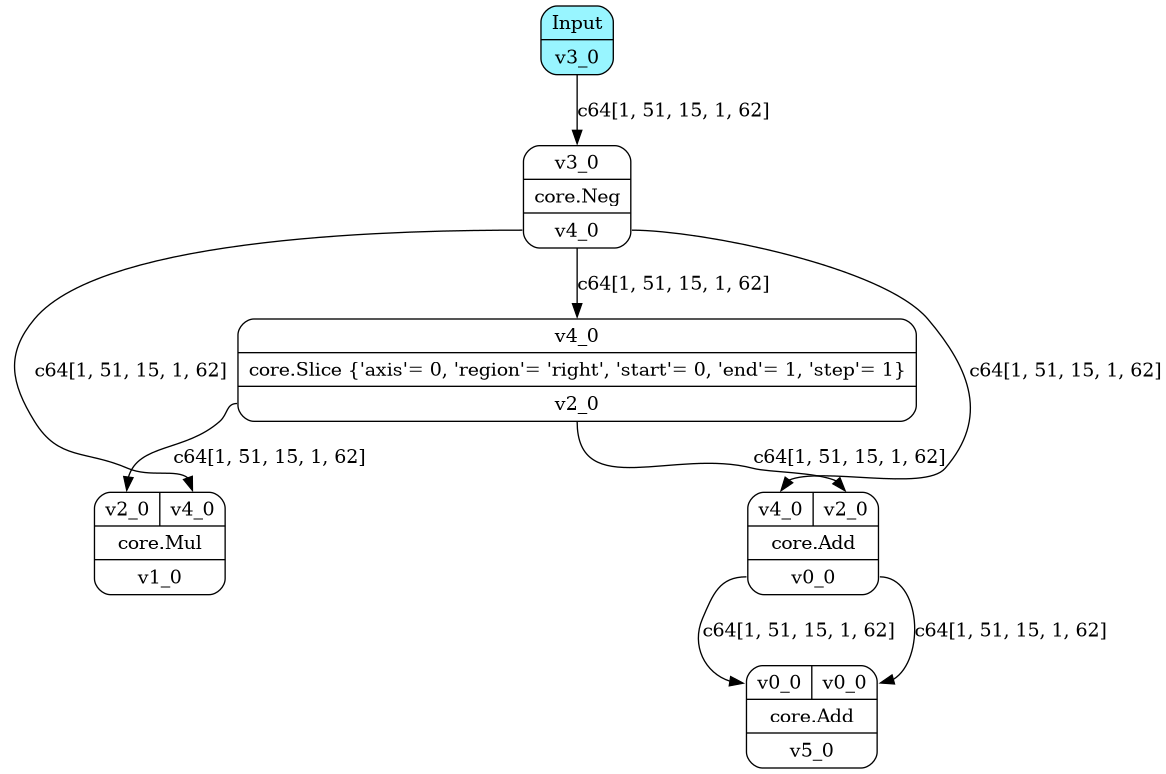 Input
v3_0
c64[1, 51, 15, 1, 62]
v3_0
core.Neg
v4_0
c64[1, 51, 15, 1, 62]
v4_0
c64[1, 51, 15, 1, 62]
core.Slice {'axis'= 0, 'region'= 'right', 'start'= 0, 'end'= 1, 'step'= 1}
c64[1, 51, 15, 1, 62]
v2_0
c64[1, 51, 15, 1, 62]
c64[1, 51, 15, 1, 62]
v2_0 v4_0
core.Mul
v1_0
v4_0 v2_0
core.Add
v0_0
c64[1, 51, 15, 1, 62]
c64[1, 51, 15, 1, 62]
v0_0 v0_0
core.Add
v5_0